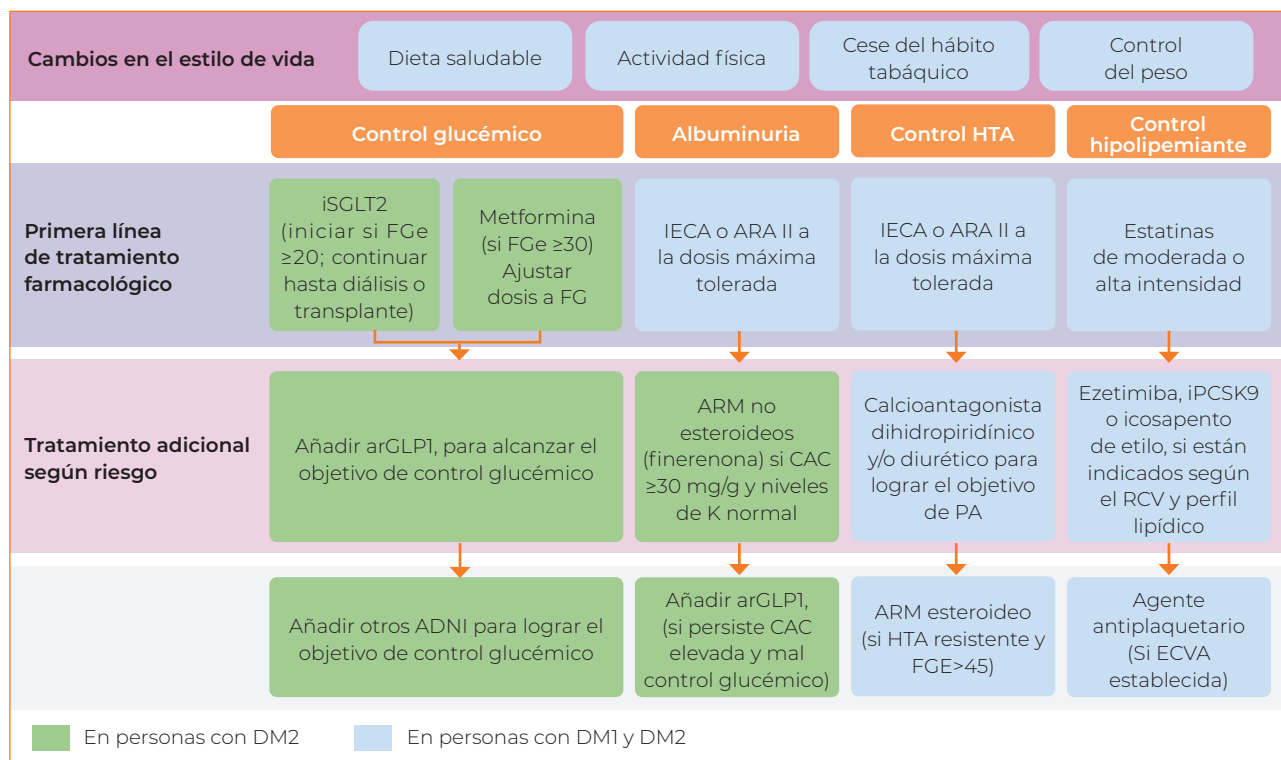 Cambios en el estilo de vida
Dieta saludable
Actividad física
Cese del hábito
tabáquico
Control
del peso
Control glucémico
Albuminuria
Control HTA
Control
hipolipemiante
Primera línea
de tratamiento
farmacológico
iSGLT2
(iniciar si FGe
≥20; continuar
hasta diálisis o
transplante)
Metformina
(si FGe ≥30)
Ajustar
dosis a FG
IECA o ARA II a
la dosis máxima
tolerada
IECA o ARA II a
la dosis máxima
tolerada
Estatinas
de moderada o
alta intensidad
Tratamiento adicional
según riesgo
Añadir arGLP1, para alcanzar el
objetivo de control glucémico
ARM no
esteroideos
(finerenona) si CAC
≥30 mg/g y niveles
de K normal
Calcioantagonista
dihidropiridínico
y/o diurético para
lograr el objetivo
de PA
Ezetimiba, iPCSK9
o icosapento
de etilo, si están
indicados según
el RCV y perfil
lipídico
Añadir otros ADNI para lograr el
objetivo de control glucémico
Añadir arGLP1,
(si persiste CAC
elevada y mal
control glucémico)
ARM esteroideo
(si HTA resistente y
FGE>45)
Agente
antiplaquetario
(Si ECVA
establecida)
En personas con DM2
En personas con DM1 y DM2